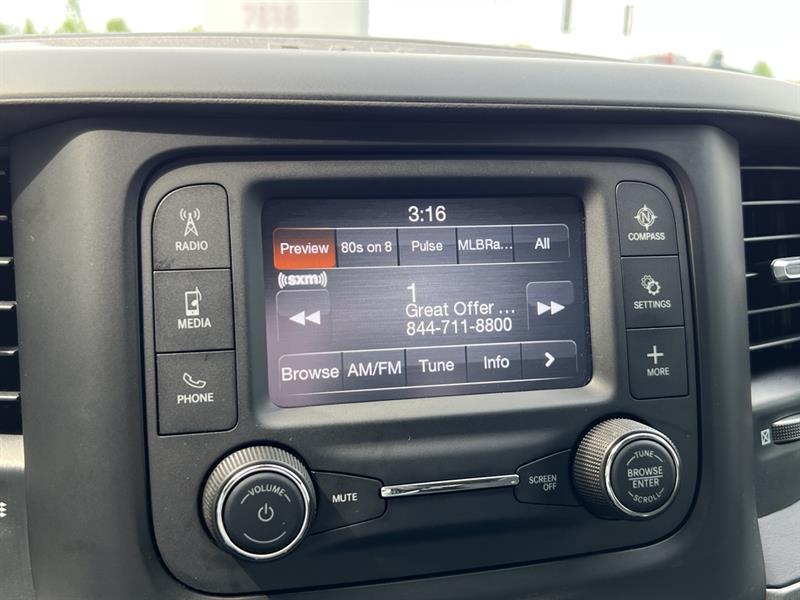 7818
3:16
Preview 80s on 8 Pulse MLBRa... All
((sxm))
1
Great Offer ...
844-711-8800
Browse AM/FM Tune Info
RADIO
MEDIA
PHONE
COMPASS
SETTINGS
MORE
VOLUME
MUTE
SCREEN OFF
TUNE
BROWSE
ENTER
SCROLL